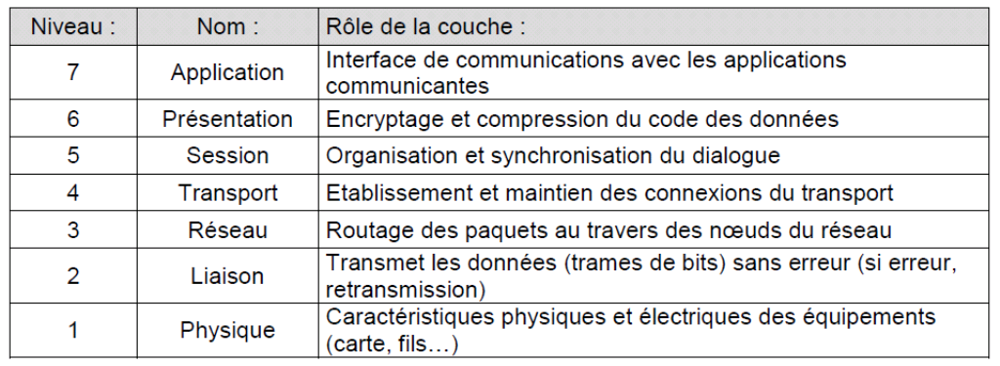 Niveau : Nom : Rôle de la couche :
7 Application Interface de communications avec les applications
communicantes
6 Présentation Encryptage et compression du code des données
5 Session Organisation et synchronisation du dialogue
4 Transport Etablissement et maintien des connexions du transport
3 Réseau Routage des paquets au travers des nœuds du réseau
2 Liaison Transmet les données (trames de bits) sans erreur (si erreur,
retransmission)
1 Physique Caractéristiques physiques et électriques des équipements
(carte, fils…)